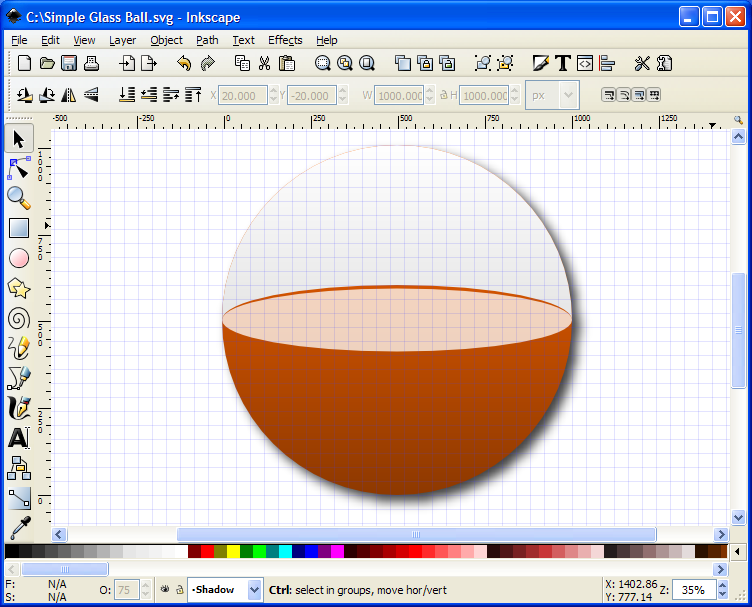 C:\Simple Glass Ball.svg - Inkscape
File Edit View Layer Object Path Text Effects Help
X 20.000 Y -20.000 W 1000.000 H 1000.000 px
-500 -250 0 250 500 750 1000 1250
1000
750
500
250
0
F: N/A O: 75 •Shadow Ctrl: select in groups, move hor/vert X: 1402.86 Z: 35%
S: N/A Y: 777.14